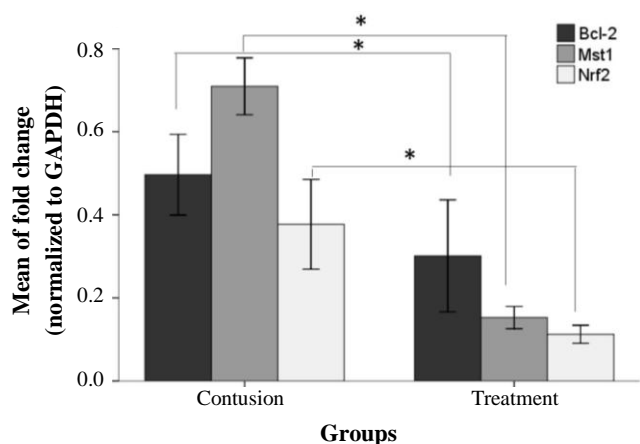 *
*
*
Bcl-2
Mst1
Nrf2
Mean of fold change
(normalized to GAPDH)
0.8
0.6
0.4
0.2
0.0
Contusion
Treatment
Groups